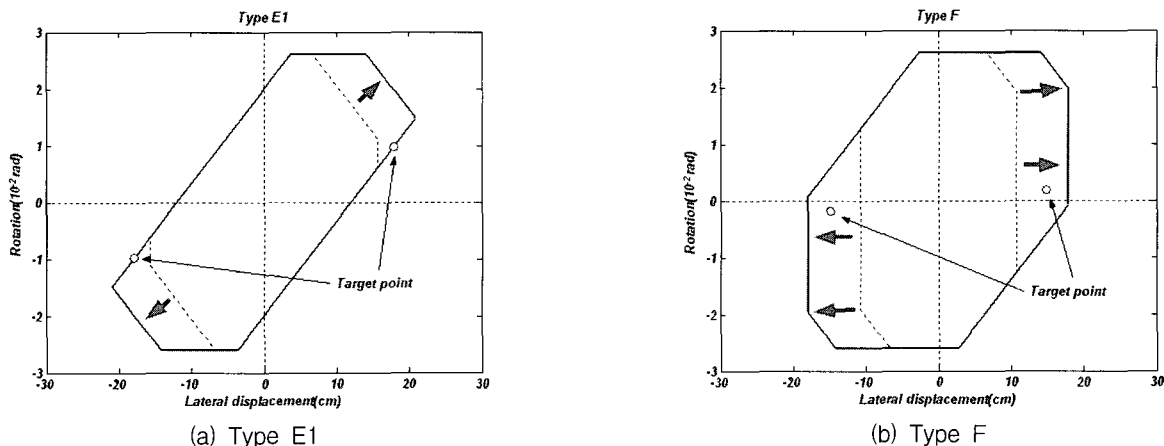 Type E1
3
2
1
0
-1
-2
-3
Rotation(10⁻² rad)
Target point
-30
-20
-10
0
10
20
30
Lateral displacement(cm)
(a) Type E1
Type F
3
2
1
0
-1
-2
-3
Rotation(10⁻² rad)
Target point
-30
-20
-10
0
10
20
30
Lateral displacement(cm)
(b) Type F